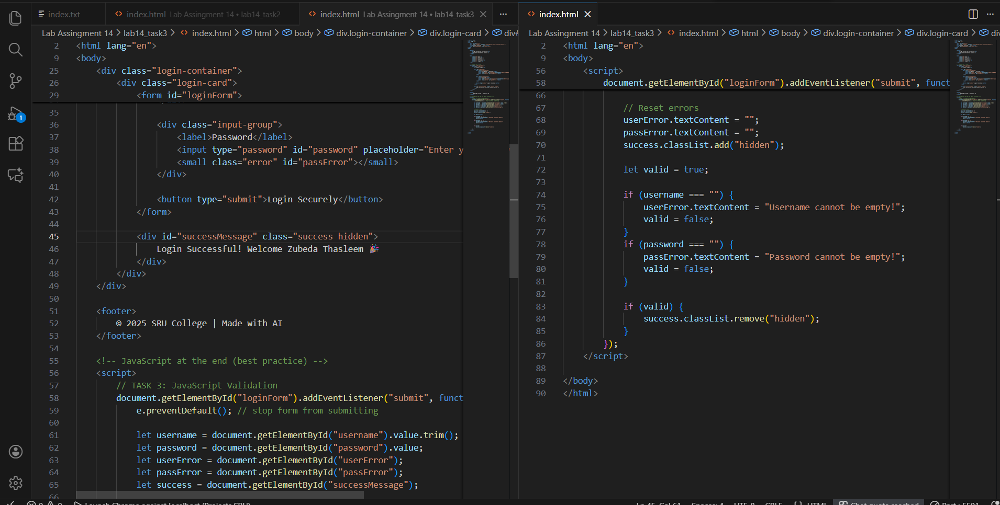 index.txt
index.html Lab Assingment 14 • lab14_task2
index.html Lab Assingment 14 • lab14_task3
Lab Assingment 14 > lab14_task3 > index.html > html > body > div.login-container > div.login-card > div#
2 <html lang="en">
9 <body>
25 <div class="login-container">
26 <div class="login-card">
29 <form id="loginForm">
35
36 <div class="input-group">
37 <label>Password</label>
38 <input type="password" id="password" placeholder="Enter y
39 <small class="error" id="passError"></small>
40 </div>
41
42 <button type="submit">Login Securely</button>
43 </form>
44
45 <div id="successMessage" class="success hidden">
46 Login Successful! Welcome Zubeda Thasleem 🎉
47 </div>
48 </div>
49 </div>
50
51 <footer>
52 © 2025 SRU College | Made with AI
53 </footer>
54
55 <!-- JavaScript at the end (best practice) -->
56 <script>
57 // TASK 3: JavaScript Validation
58 document.getElementById("loginForm").addEventListener("submit", funct
59 e.preventDefault(); // stop form from submitting
60
61 let username = document.getElementById("username").value.trim();
62 let password = document.getElementById("password").value;
63 let userError = document.getElementById("userError");
64 let passError = document.getElementById("passError");
65 let success = document.getElementById("successMessage");
66
index.html
Lab Assingment 14 > lab14_task3 > index.html > html > body > div.login-container > div.login-card > div
2 <html lang="en">
9 <body>
56 <script>
58 document.getElementById("loginForm").addEventListener("submit", funct
66
67 // Reset errors
68 userError.textContent = "";
69 passError.textContent = "";
70 success.classList.add("hidden");
71
72 let valid = true;
73
74 if (username === "") {
75 userError.textContent = "Username cannot be empty!";
76 valid = false;
77 }
78 if (password === "") {
79 passError.textContent = "Password cannot be empty!";
80 valid = false;
81 }
82
83 if (valid) {
84 success.classList.remove("hidden");
85 }
86 });
87 </script>
88
89 </body>
90 </html>
1
0 0 Launch Chrome against localhost (Projects SRU)
Ln 45, Col 61 Spaces: 4 UTF-8 CRLF {} HTML Chat quota reached Port : 5501